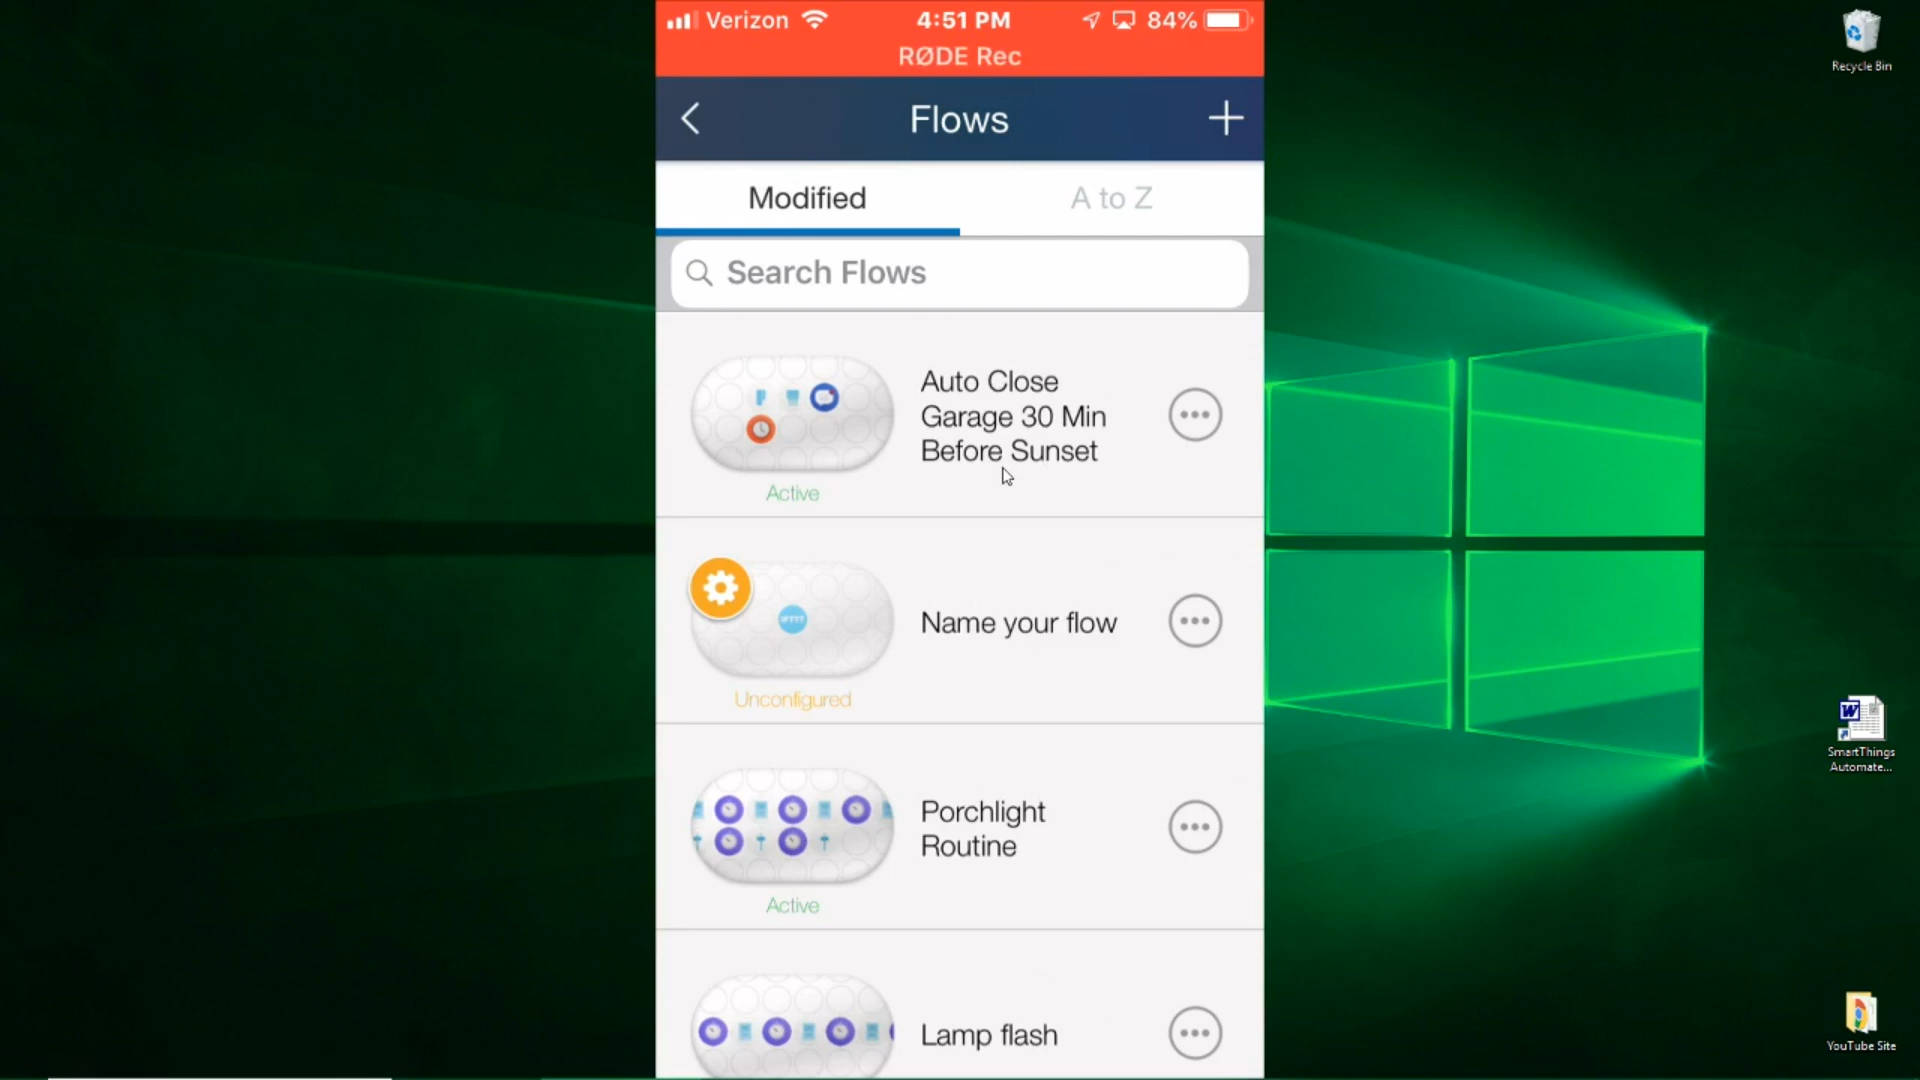 Verizon 4:51 PM 84%
RØDE Rec
Recycle Bin
Flows
Modified A to Z
Search Flows
Auto Close
Garage 30 Min
Before Sunset
Active
Name your flow
Unconfigured
Porchlight
Routine
Active
SmartThings
Automate...
Lamp flash
YouTube Site